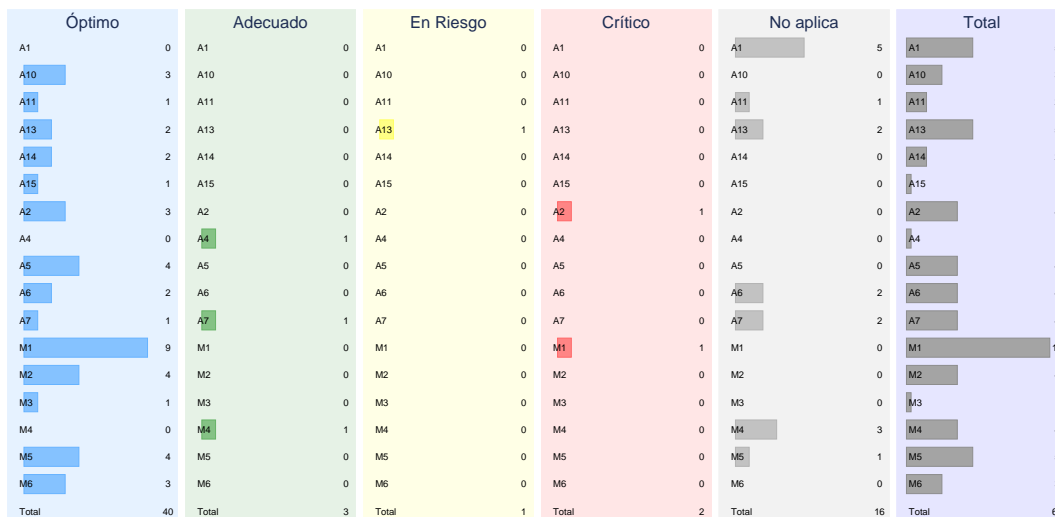 Óptimo Adecuado En Riesgo Crítico No aplica Total
A1 0 A1 0 A1 0 A1 0 A1 5 A1
A10 3 A10 0 A10 0 A10 0 A10 0 A10
A11 1 A11 0 A11 0 A11 0 A11 1 A11
A13 2 A13 0 A13 1 A13 0 A13 2 A13
A14 2 A14 0 A14 0 A14 0 A14 0 A14
A15 1 A15 0 A15 0 A15 0 A15 0 A15
A2 3 A2 0 A2 0 A2 1 A2 0 A2
A4 0 A4 1 A4 0 A4 0 A4 0 A4
A5 4 A5 0 A5 0 A5 0 A5 0 A5
A6 2 A6 0 A6 0 A6 0 A6 2 A6
A7 1 A7 1 A7 0 A7 0 A7 2 A7
M1 9 M1 0 M1 0 M1 1 M1 0 M1
M2 4 M2 0 M2 0 M2 0 M2 0 M2
M3 1 M3 0 M3 0 M3 0 M3 0 M3
M4 0 M4 1 M4 0 M4 0 M4 3 M4
M5 4 M5 0 M5 0 M5 0 M5 1 M5
M6 3 M6 0 M6 0 M6 0 M6 0 M6
Total 40 Total 3 Total 1 Total 2 Total 16 Total